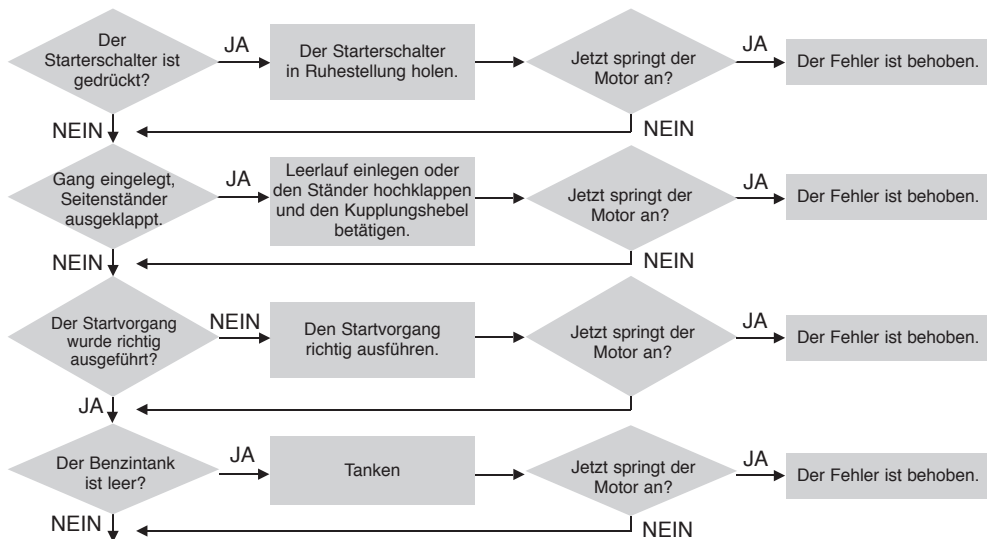 Der
Starterschalter ist
gedrückt?
JA
Der Starterschalter
in Ruhestellung holen.
Jetzt springt der
Motor an?
JA
Der Fehler ist behoben.
NEIN
NEIN
Gang eingelegt,
Seitenständer
ausgeklappt.
JA
Leerlauf einlegen oder
den Ständer hochklappen
und den Kupplungshebel
betätigen.
Jetzt springt der
Motor an?
JA
Der Fehler ist behoben.
NEIN
NEIN
Der Startvorgang
wurde richtig
ausgeführt?
NEIN
Den Startvorgang
richtig ausführen.
Jetzt springt der
Motor an?
JA
Der Fehler ist behoben.
JA
Der Benzintank
ist leer?
JA
Tanken
Jetzt springt der
Motor an?
JA
Der Fehler ist behoben.
NEIN
NEIN